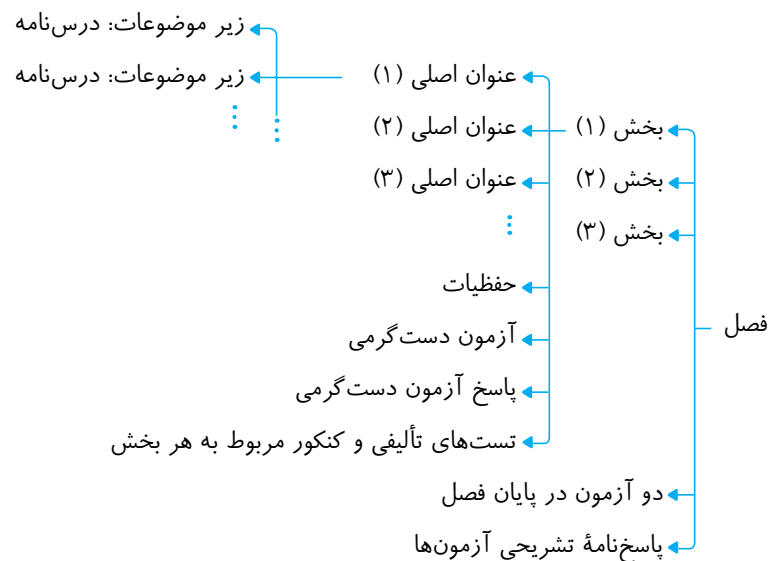 زیر موضوعات: درس‌نامه
عنوان اصلی (۱) زیر موضوعات: درس‌نامه
بخش (۱) عنوان اصلی (۲)
بخش (۲) عنوان اصلی (۳)
بخش (۳)
حفظیات
فصل
آزمون دست‌گرمی
پاسخ آزمون دست‌گرمی
تست‌های تألیفی و کنکور مربوط به هر بخش
دو آزمون در پایان فصل
پاسخ‌نامهٔ تشریحی آزمون‌ها